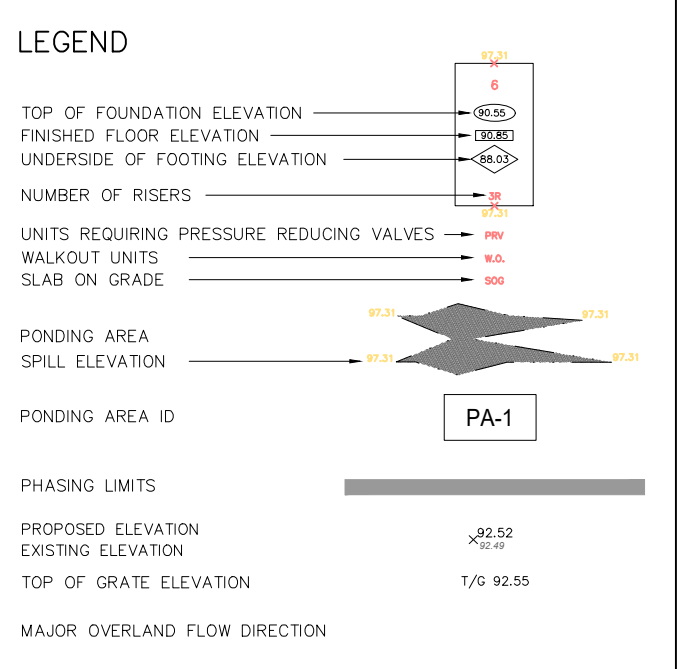 LEGEND
97.31
6
TOP OF FOUNDATION ELEVATION 90.55
FINISHED FLOOR ELEVATION 90.85
UNDERSIDE OF FOOTING ELEVATION 88.03
NUMBER OF RISERS 3R
97.31
UNITS REQUIRING PRESSURE REDUCING VALVES PRV
WALKOUT UNITS W.O.
SLAB ON GRADE SOG
97.31 97.31
PONDING AREA
SPILL ELEVATION 97.31 97.31
PONDING AREA ID PA-1
PHASING LIMITS
PROPOSED ELEVATION 92.52
EXISTING ELEVATION 92.49
TOP OF GRATE ELEVATION T/G 92.55
MAJOR OVERLAND FLOW DIRECTION